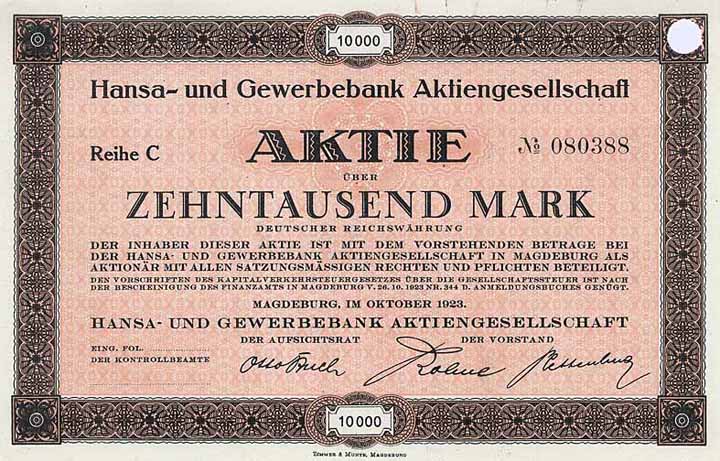 10 000
Hansa- und Gewerbebank Aktiengesellschaft
Reihe C AKTIE № 080388
ÜBER
ZEHNTAUSEND MARK
DEUTSCHER REICHSWÄHRUNG
DER INHABER DIESER AKTIE IST MIT DEM VORSTEHENDEN BETRAGE BEI
DER HANSA- UND GEWERBEBANK AKTIENGESELLSCHAFT IN MAGDEBURG ALS
AKTIONÄR MIT ALLEN SATZUNGSMÄSSIGEN RECHTEN UND PFLICHTEN BETEILIGT.
DEN VORSCHRIFTEN DES KAPITALVERKEHRSTEUERGESETZES ÜBER DIE GESELLSCHAFTSSTEUER IST NACH
DER BESCHEINIGUNG DES FINANZAMTS IN MAGDEBURG V. 26. 10. 1923 NR. 344 D. ANMELDUNGSBUCHES GENÜGT.
MAGDEBURG, IM OKTOBER 1923.
HANSA- UND GEWERBEBANK AKTIENGESELLSCHAFT
EING. FOL. DER AUFSICHTSRAT DER VORSTAND
DER KONTROLLBEAMTE
10 000
MAGDEBURG